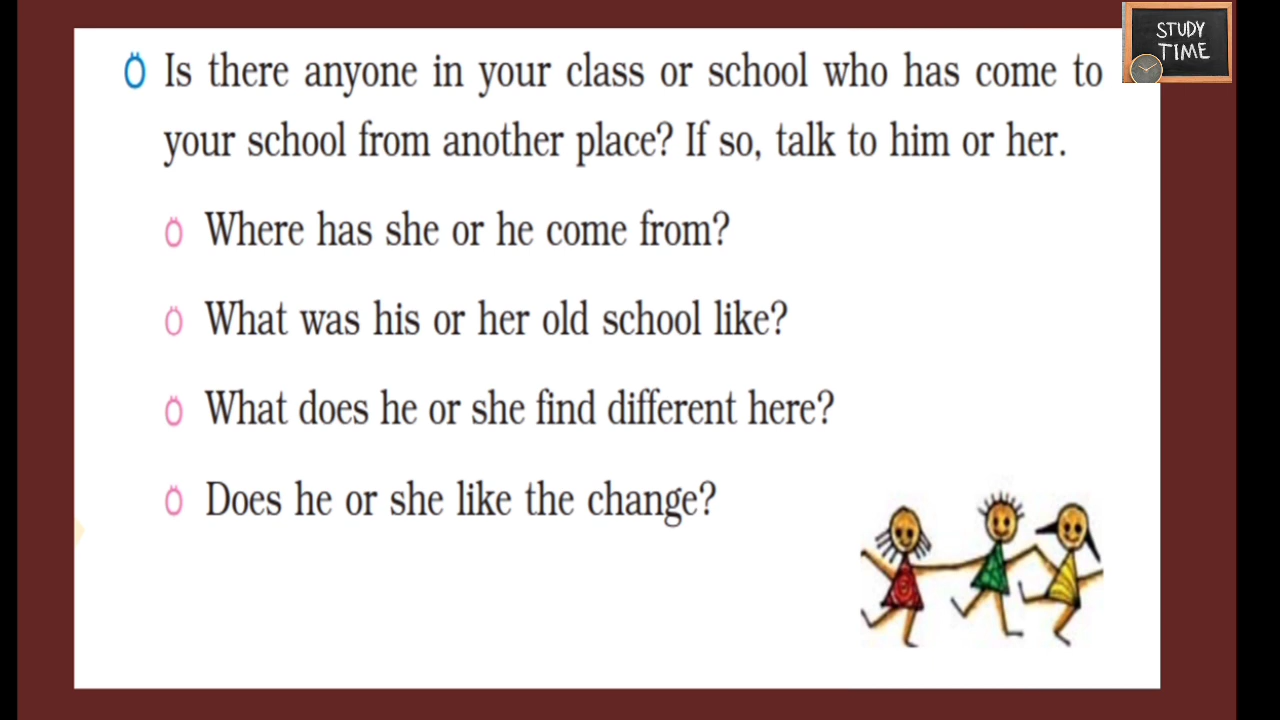 STUDY
TIME
Is there anyone in your class or school who has come to
your school from another place? If so, talk to him or her.
Where has she or he come from?
What was his or her old school like?
What does he or she find different here?
Does he or she like the change?